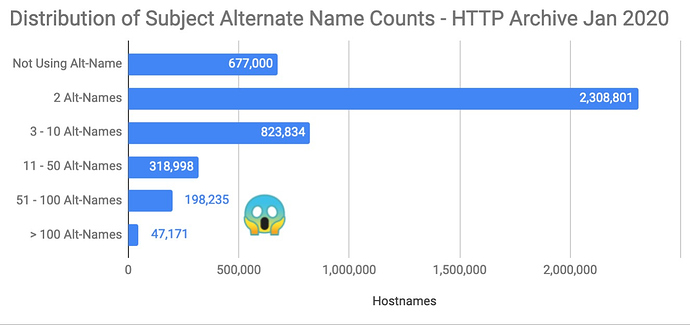 Distribution of Subject Alternate Name Counts - HTTP Archive Jan 2020
Not Using Alt-Name 677,000
2 Alt-Names 2,308,801
3 - 10 Alt-Names 823,834
11 - 50 Alt-Names 318,998
51 - 100 Alt-Names 198,235
> 100 Alt-Names 47,171
0 500,000 1,000,000 1,500,000 2,000,000
Hostnames